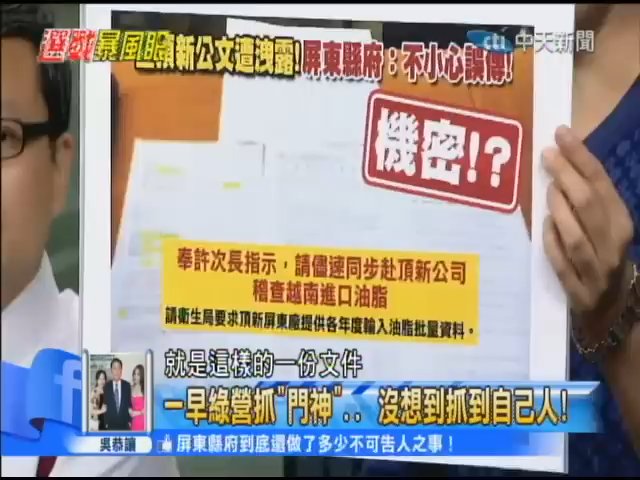 選戰暴風眼
cti 中天新聞
頂新公文遭洩露!屏東縣府:不小心誤傳!
機密!?
奉許次長指示,請儘速同步赴頂新公司
稽查越南進口油脂
請衛生局要求頂新屏東廠提供各年度輸入油脂批量資料。
就是這樣的一份文件
一早綠營抓"門神".. 沒想到抓到自己人!
吳恭讓
屏東縣府到底還做了多少不可告人之事!